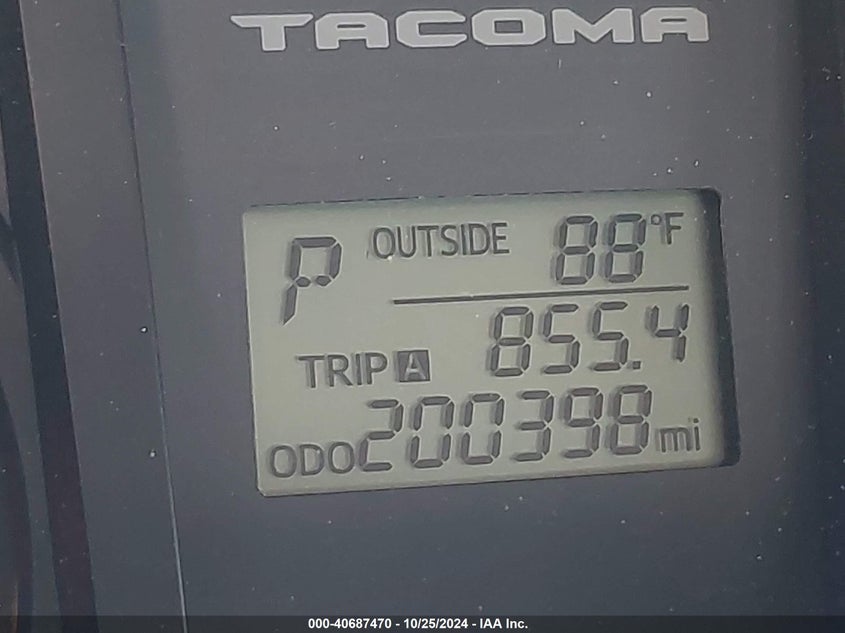 TACOMA
P OUTSIDE 88°F
TRIP A 855.4
ODO 200398 mi
000-40687470 - 10/25/2024 - IAA Inc.